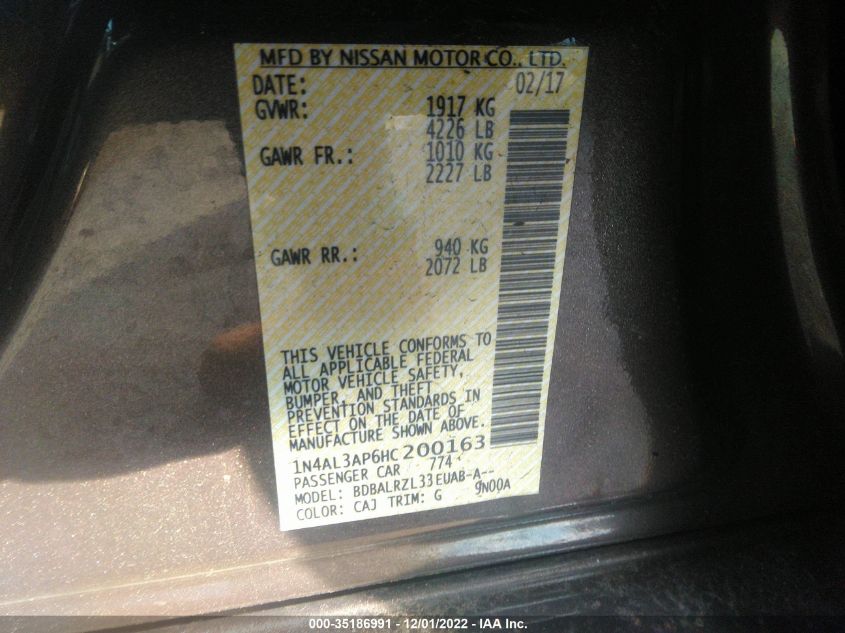 MFD BY NISSAN MOTOR CO., LTD.
DATE: 02/17
GVWR: 1917 KG
4226 LB
GAWR FR.: 1010 KG
2227 LB
GAWR RR.: 940 KG
2072 LB
THIS VEHICLE CONFORMS TO
ALL APPLICABLE FEDERAL
MOTOR VEHICLE SAFETY,
BUMPER, AND THEFT
PREVENTION STANDARDS IN
EFFECT ON THE DATE OF
MANUFACTURE SHOWN ABOVE.
1N4AL3AP6HC200163
PASSENGER CAR 774
MODEL: BDBALRZL33EUAB-A--
COLOR: CAJ TRIM: G 9N00A
000-35186991 - 12/01/2022 - IAA Inc.